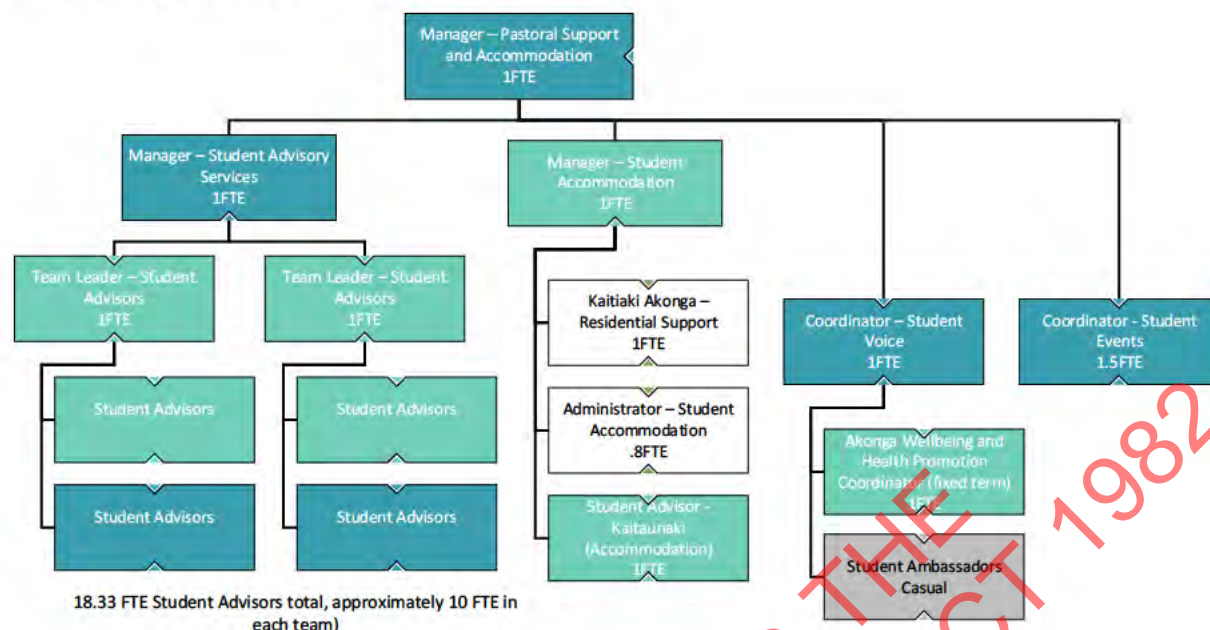 Manager – Pastoral Support
and Accommodation
1FTE
Manager – Student Advisory
Services
1FTE
Manager – Student
Accommodation
1FTE
Team Leader – Student
Advisors
1FTE
Team Leader – Student
Advisors
1FTE
Student Advisors
Student Advisors
Student Advisors
Student Advisors
18.33 FTE Student Advisors total, approximately 10 FTE in
each team)
Kaitiaki Akonga –
Residential Support
1FTE
Administrator – Student
Accommodation
.8FTE
Student Advisor -
(Accommodation)
1FTE
Coordinator – Student
Voice
1FTE
Akonga Wellbeing and
Health Promotion
Coordinator (fixed term)
1FTE
Student Ambassadors
Casual
Coordinator - Student
Events
1.5FTE
THE
ACT 1982